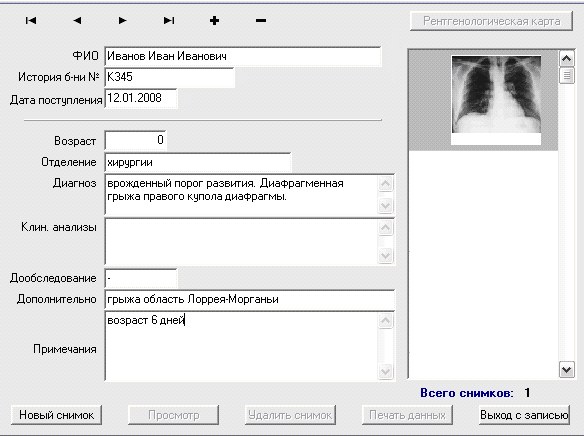 Рентгенологическая карта
ФИО Иванов Иван Иванович
История б-ни № К345
Дата поступления 12.01.2008
Возраст 0
Отделение хирургии
Диагноз врожденный порог развития. Диафрагменная
грыжа правого купола диафрагмы.
Клин. анализы
Дообследование -
Дополнительно грыжа область Лоррея-Морганьи
возраст 6 дней
Примечания
Всего снимков: 1
Новый снимок Просмотр Удалить снимок Печать данных Выход с записью